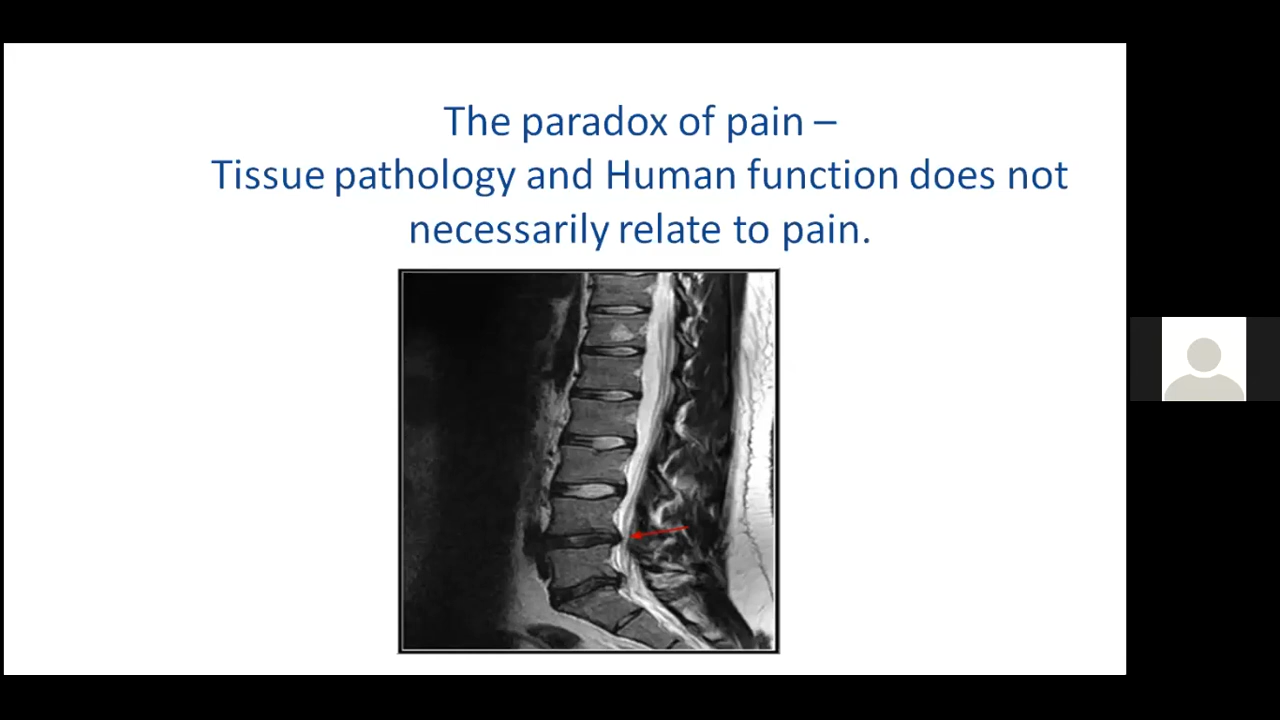 The paradox of pain –
Tissue pathology and Human function does not
necessarily relate to pain.